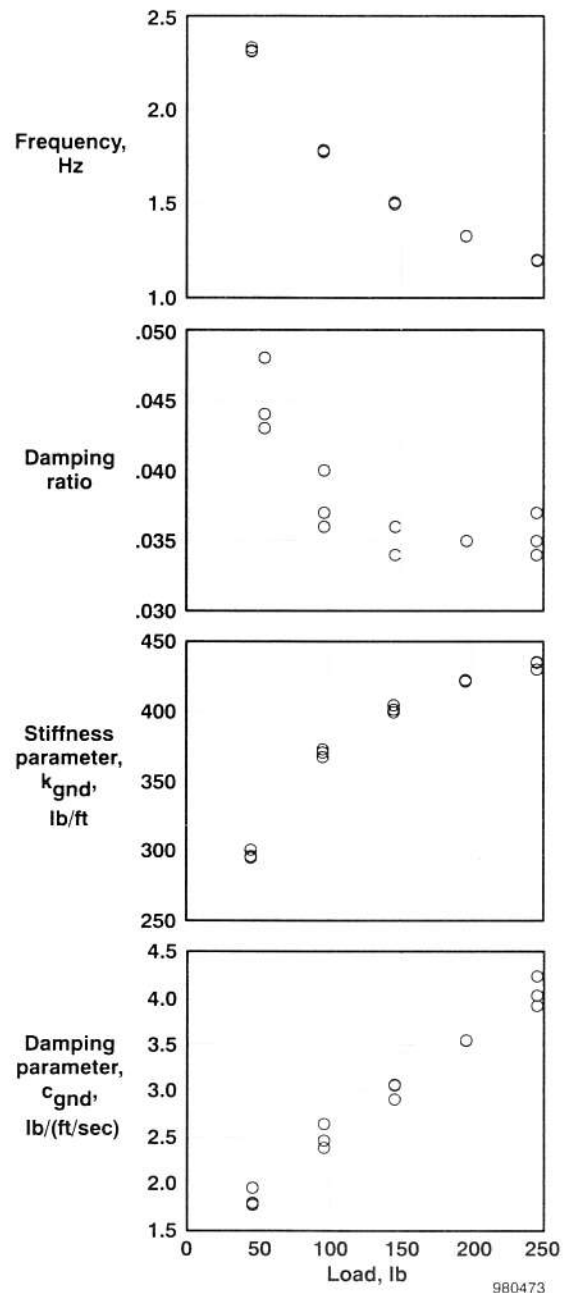 2.5
2.0
Frequency,
Hz
1.5
1.0
.050
.045
Damping
ratio
.040
.035
.030
450
400
Stiffness
parameter,
kgnd,
lb/ft
350
300
250
4.5
4.0
Damping
parameter,
cgnd,
lb/(ft/sec)
3.5
3.0
2.5
2.0
1.5
0 50 100 150 200 250
Load, lb
980473